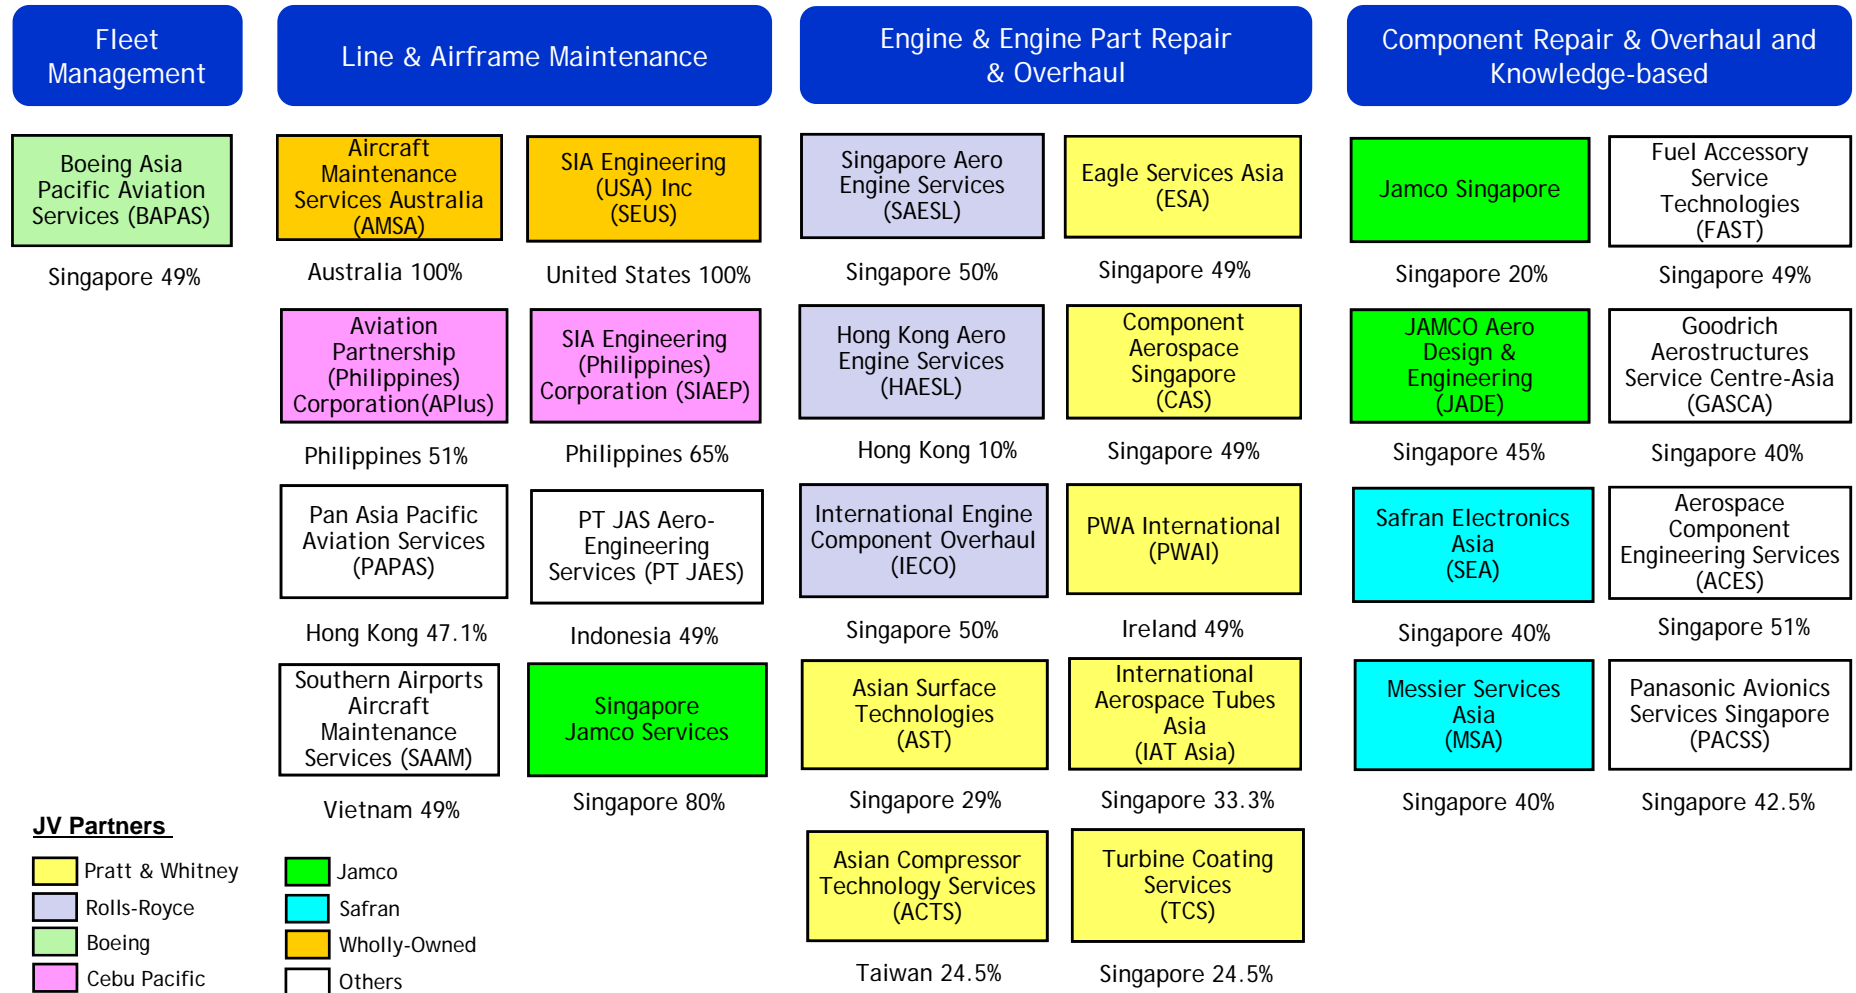 Fleet
Management
Line & Airframe Maintenance
Engine & Engine Part Repair
& Overhaul
Component Repair & Overhaul and
Knowledge-based
Boeing Asia
Pacific Aviation
Services (BAPAS)
Singapore 49%
Aircraft
Maintenance
Services Australia
(AMSA)
Australia 100%
SIA Engineering
(USA) Inc
(SEUS)
United States 100%
Aviation
Partnership
(Philippines)
Corporation(APlus)
Philippines 51%
SIA Engineering
(Philippines)
Corporation (SIAEP)
Philippines 65%
Pan Asia Pacific
Aviation Services
(PAPAS)
Hong Kong 47.1%
PT JAS Aero-
Engineering
Services (PT JAES)
Indonesia 49%
Southern Airports
Aircraft
Maintenance
Services (SAAM)
Vietnam 49%
Singapore
Jamco Services
Singapore 80%
Singapore Aero
Engine Services
(SAESL)
Singapore 50%
Eagle Services Asia
(ESA)
Singapore 49%
Hong Kong Aero
Engine Services
(HAESL)
Hong Kong 10%
Component
Aerospace
Singapore
(CAS)
Singapore 49%
International Engine
Component Overhaul
(IECO)
Singapore 50%
PWA International
(PWAI)
Ireland 49%
Asian Surface
Technologies
(AST)
Singapore 29%
International
Aerospace Tubes
Asia
(IAT Asia)
Singapore 33.3%
Asian Compressor
Technology Services
(ACTS)
Taiwan 24.5%
Turbine Coating
Services
(TCS)
Singapore 24.5%
Jamco Singapore
Singapore 20%
Fuel Accessory
Service
Technologies
(FAST)
Singapore 49%
JAMCO Aero
Design &
Engineering
(JADE)
Singapore 45%
Goodrich
Aerostructures
Service Centre-Asia
(GASCA)
Singapore 40%
Safran Electronics
Asia
(SEA)
Singapore 40%
Aerospace
Component
Engineering Services
(ACES)
Singapore 51%
Messier Services
Asia
(MSA)
Singapore 40%
Panasonic Avionics
Services Singapore
(PACSS)
Singapore 42.5%
JV Partners
Pratt & Whitney
Rolls-Royce
Boeing
Cebu Pacific
Jamco
Safran
Wholly-Owned
Others